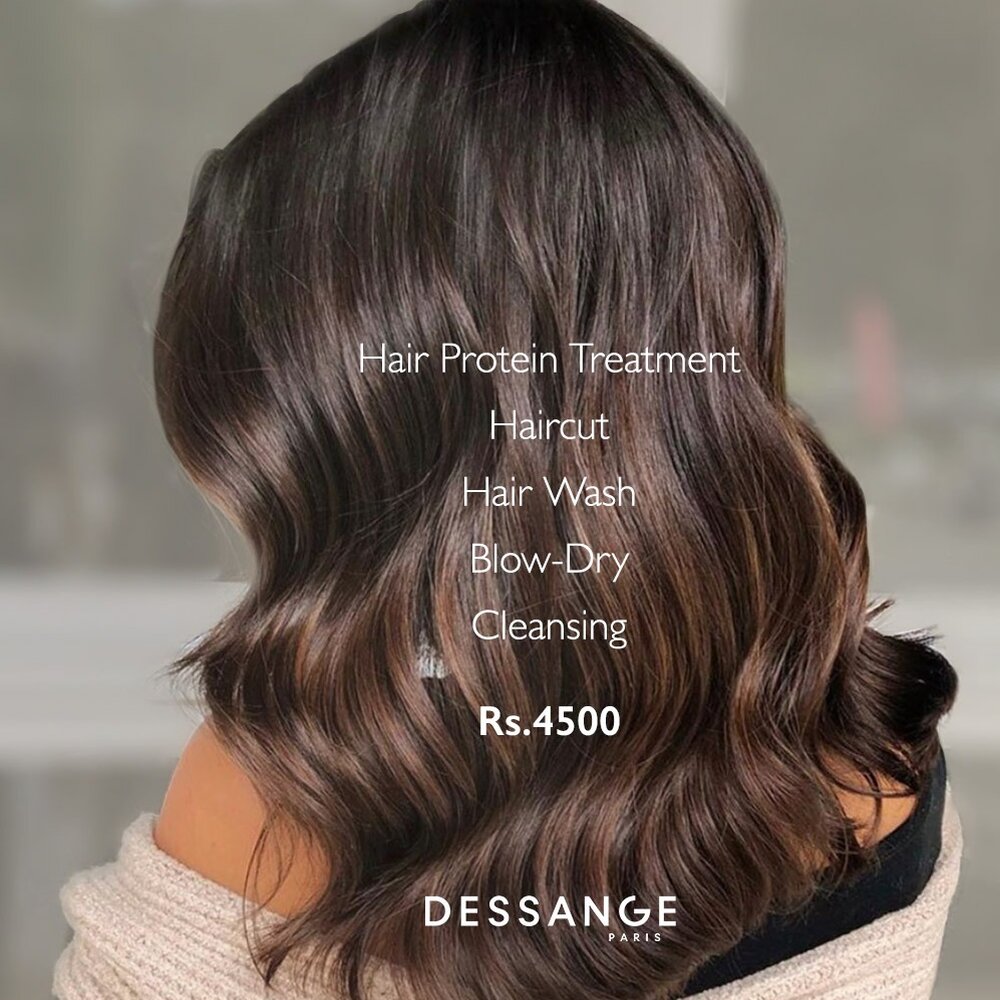 Hair Protein Treatment
Haircut
Hair Wash
Blow-Dry
Cleansing
Rs.4500
DESSANGE
PARIS